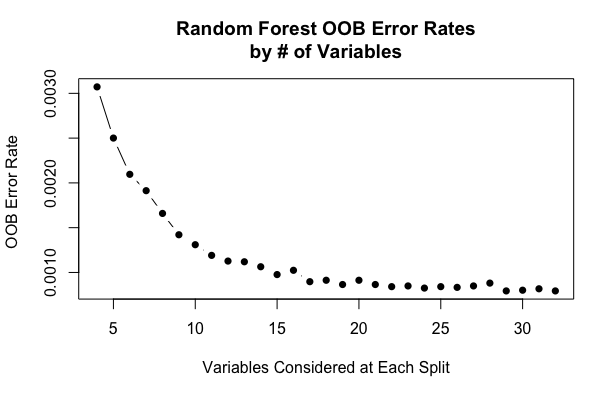 Random Forest OOB Error Rates
by # of Variables
OOB Error Rate
0.0030
0.0020
0.0010
5 10 15 20 25 30
Variables Considered at Each Split